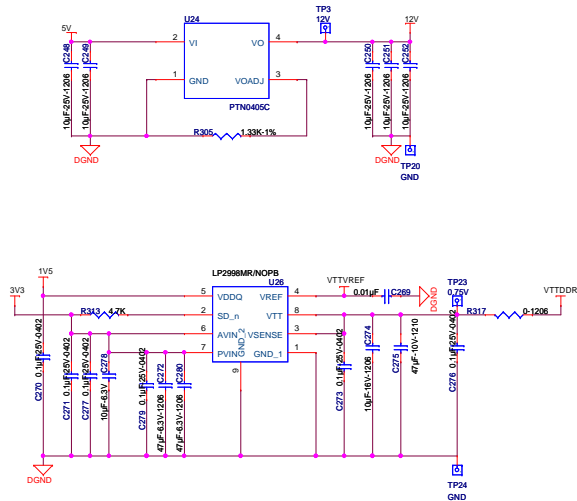 U24
TP3
12V
5V
12V
2 VI VO 4
1 GND VOADJ 3
PTN0405C
C248
10µF-25V-1206
C249
10µF-25V-1206
C250
10µF-25V-1206
C251
10µF-25V-1206
C252
10µF-25V-1206
R305 1.33K-1%
DGND
DGND
TP20
GND
LP2998MR/NOPB
U26
1V5
3V3
VTTVREF
TP23
0.75V
VTTDDR
0.01µF C269
DGND
R313 4.7K
R317 0-1206
5 VDDQ VREF 4
2 SD_n VTT 8
6 AVIN VSENSE 3
7 PVIN GND_1 1
GND_2
9
C270
0.1µF-25V-0402
C271
0.1µF-25V-0402
C277
0.1µF-25V-0402
C278
10µF-6.3V
C279
0.1µF-25V-0402
C272
47µF-6.3V-1206
C280
47µF-6.3V-1206
C273
0.1µF-25V-0402
C274
10µF-16V-1206
C275
47µF-10V-1210
C276
0.1µF-25V-0402
DGND
TP24
GND